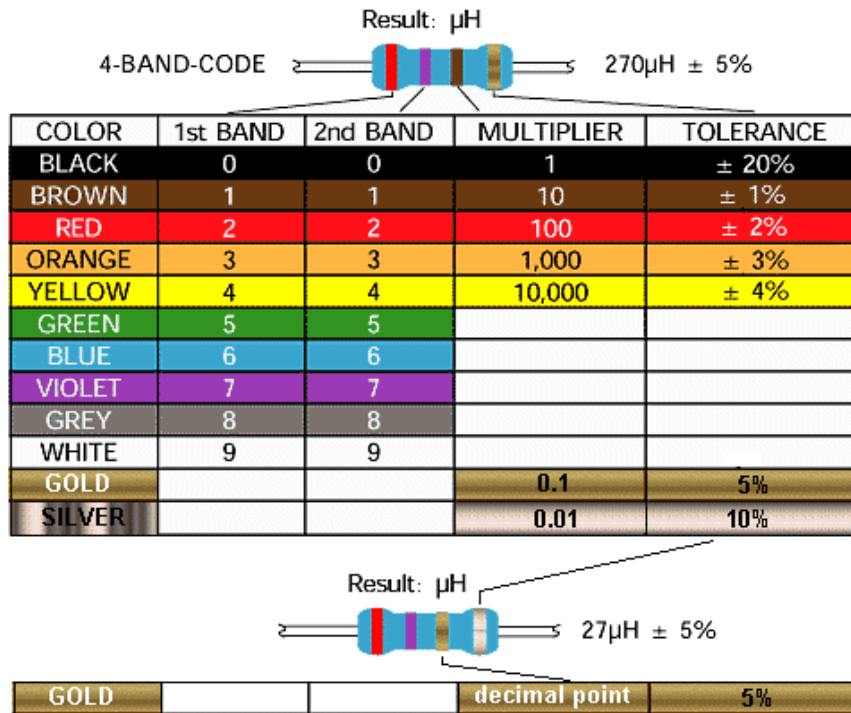 Result: µH
4-BAND-CODE 270µH ± 5%
COLOR 1st BAND 2nd BAND MULTIPLIER TOLERANCE
BLACK 0 0 1 ± 20%
BROWN 1 1 10 ± 1%
RED 2 2 100 ± 2%
ORANGE 3 3 1,000 ± 3%
YELLOW 4 4 10,000 ± 4%
GREEN 5 5
BLUE 6 6
VIOLET 7 7
GREY 8 8
WHITE 9 9
GOLD 0.1 5%
SILVER 0.01 10%
Result: µH
27µH ± 5%
GOLD decimal point 5%